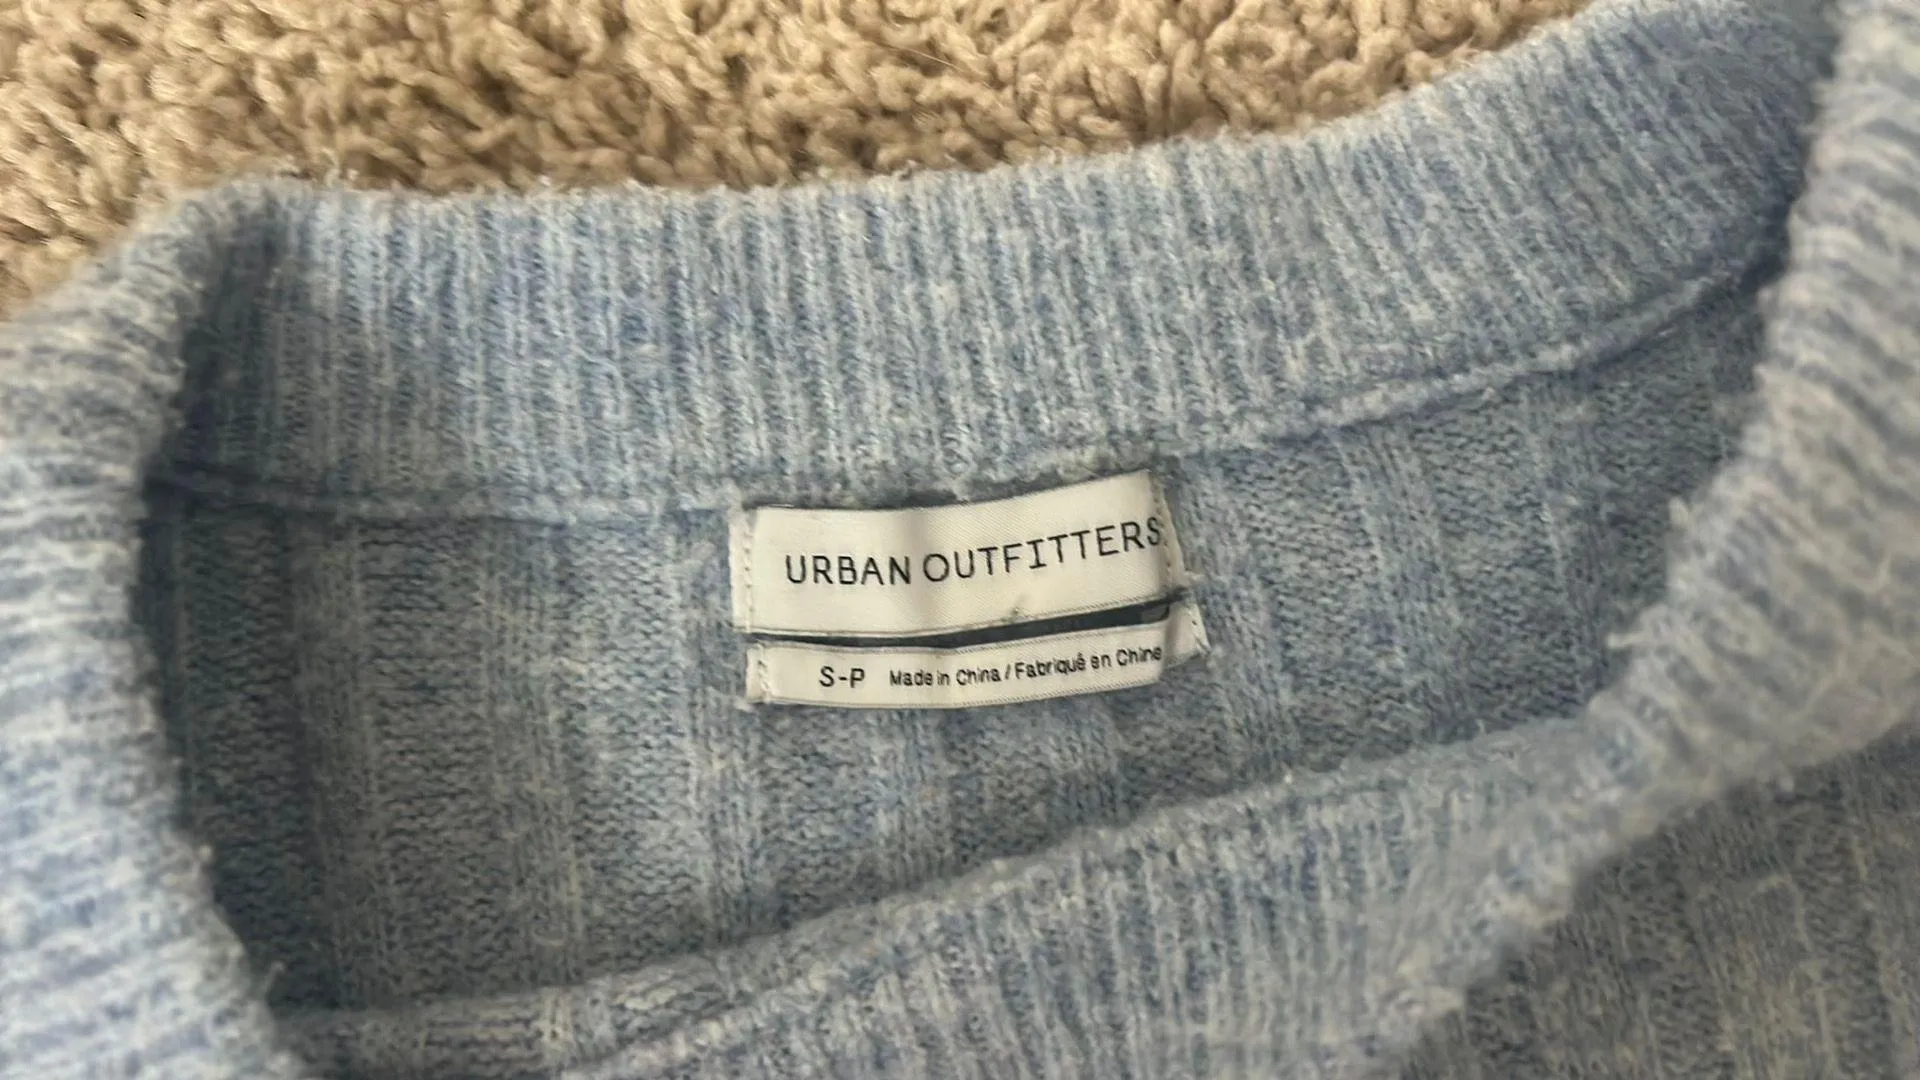 URBAN OUTFITTERS
S-P Made in China / Fabriqué en Chine